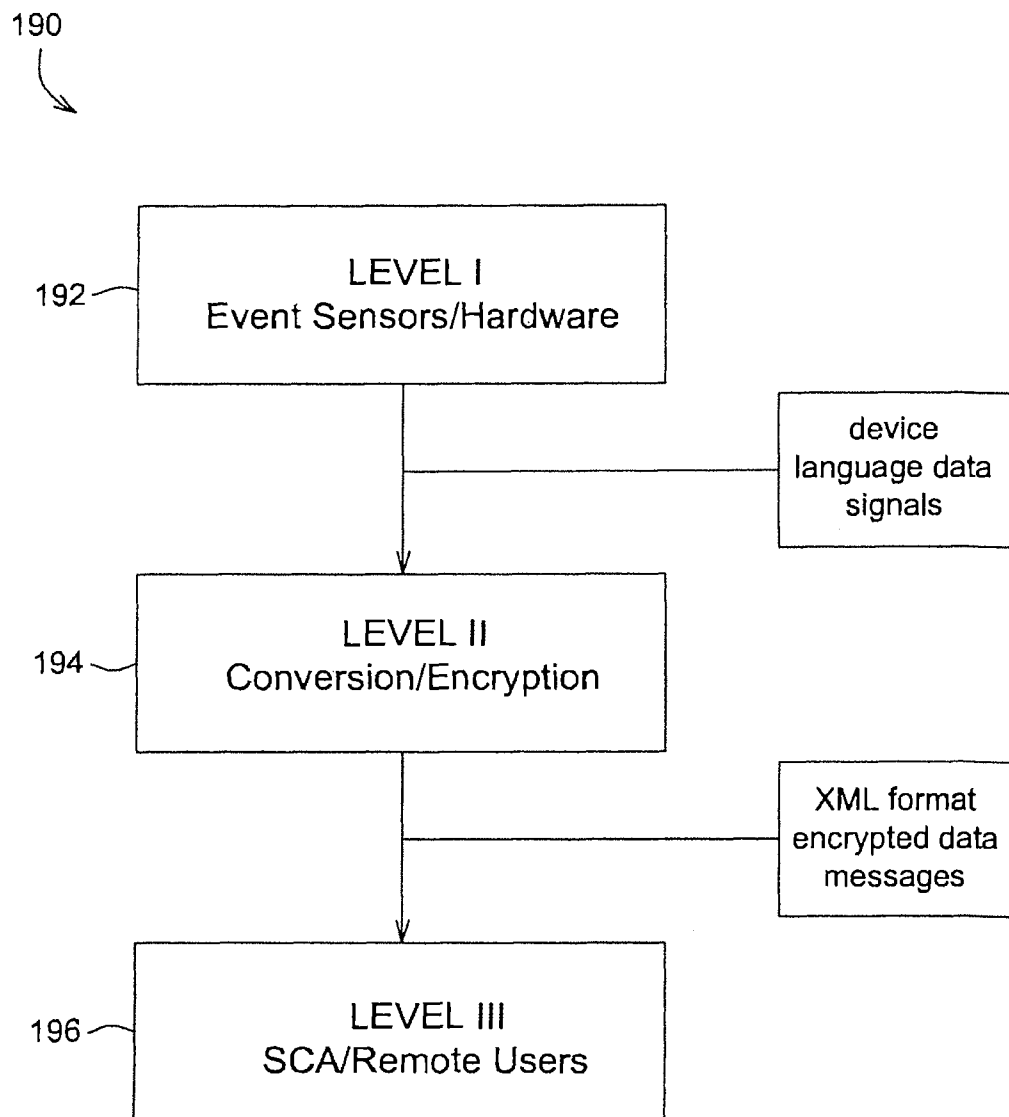 190
LEVEL I
192
Event Sensors/Hardware
device
language data
signals
LEVEL II
194
Conversion/Encryption
XML format
encrypted data
messages
LEVEL III
196
SCA/Remote Users